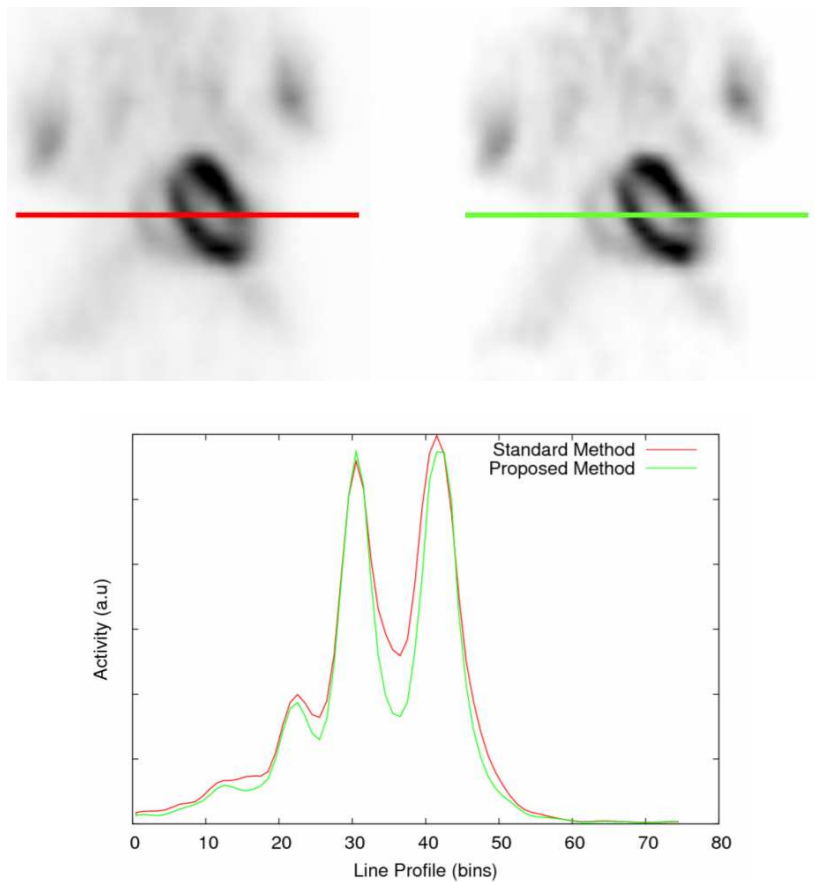 Standard Method
Proposed Method
Activity (a.u)
0 10 20 30 40 50 60 70 80
Line Profile (bins)